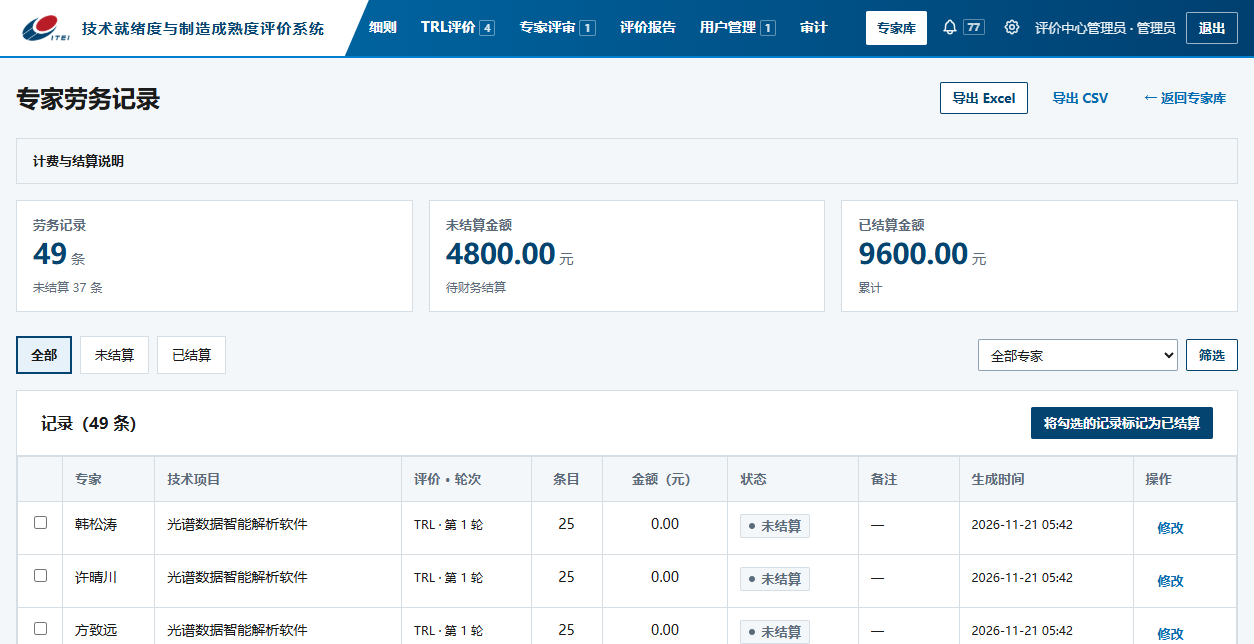 ITEI 技术就绪度与制造成熟度评价系统 细则 TRL评价 4 专家评审 1 评价报告 用户管理 1 审计 专家库 77 评价中心管理员 · 管理员 退出
专家劳务记录 导出 Excel 导出 CSV ← 返回专家库
计费与结算说明
劳务记录 未结算金额 已结算金额
49 条 4800.00 元 9600.00 元
未结算 37 条 待财务结算 累计
全部 未结算 已结算 全部专家 筛选
记录（49 条） 将勾选的记录标记为已结算
专家 技术项目 评价 · 轮次 条目 金额（元） 状态 备注 生成时间 操作
韩松涛 光谱数据智能解析软件 TRL · 第 1 轮 25 0.00 未结算 — 2026-11-21 05:42 修改
许晴川 光谱数据智能解析软件 TRL · 第 1 轮 25 0.00 未结算 — 2026-11-21 05:42 修改
方致远 光谱数据智能解析软件 TRL · 第 1 轮 25 0.00 未结算 — 2026-11-21 05:42 修改